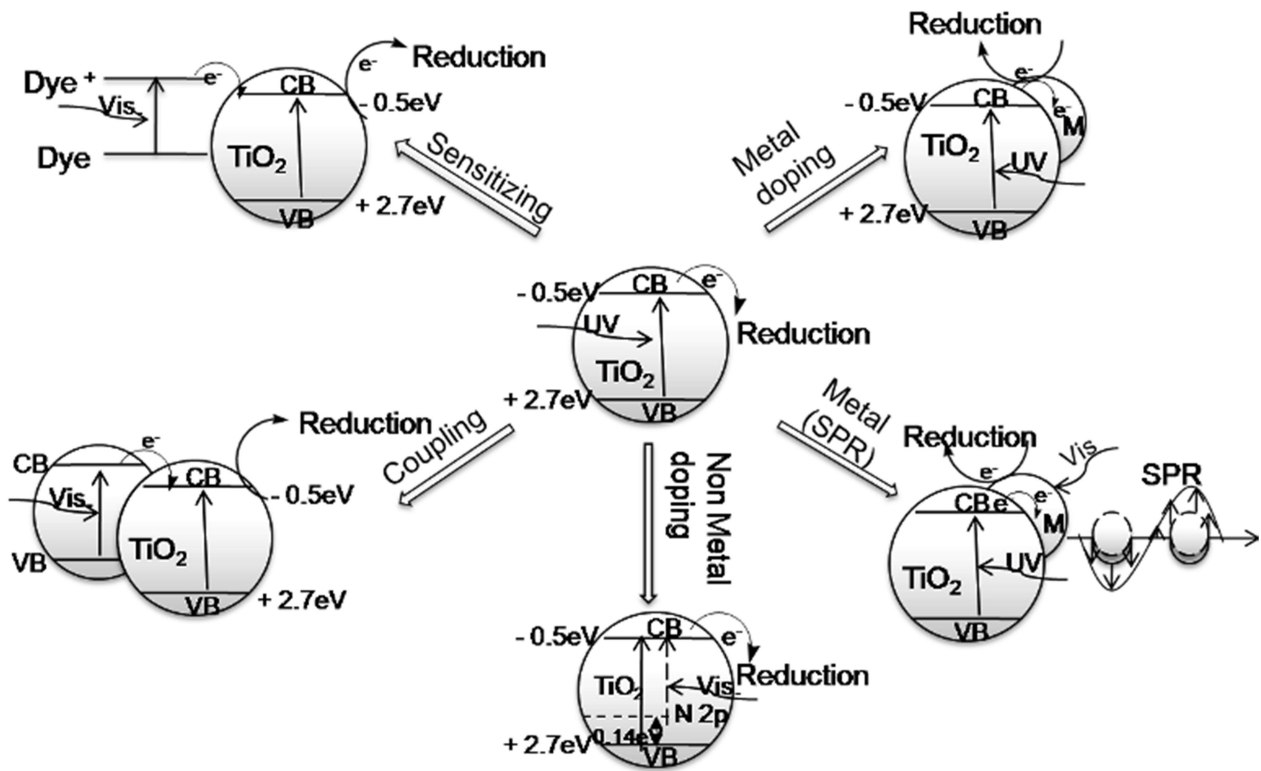 Reduction
e⁻
Dye ⁺
e⁻
CB
- 0.5eV
Vis.
TiO₂
Dye
+ 2.7eV
VB
Sensitizing
Reduction
e⁻
- 0.5eV
CB
e⁻
M
TiO₂
UV
+ 2.7eV
VB
Metal
doping
- 0.5eV
CB
e⁻
UV
Reduction
TiO₂
+ 2.7eV
VB
Coupling
Reduction
e⁻
CB
CB
- 0.5eV
Vis.
TiO₂
VB
VB
+ 2.7eV
Metal
(SPR)
Reduction
Vis
e⁻
SPR
CB
e⁻
e⁻
M
TiO₂
UV
VB
Non Metal
doping
- 0.5eV
CB
e⁻
Reduction
TiO₂
Vis.
N 2p
0.14eV
+ 2.7eV
VB